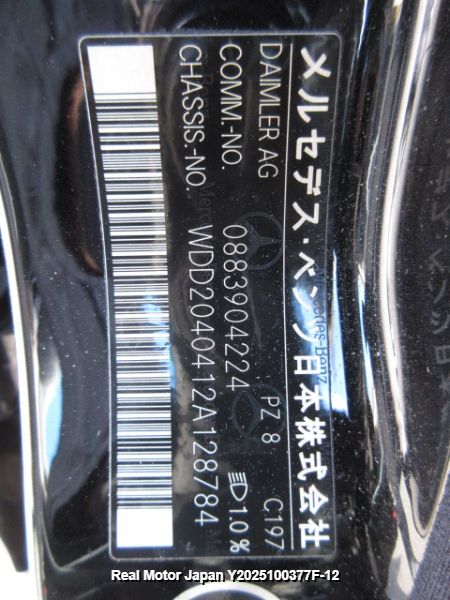 メルセデス・ベンツ日本株式会社
DAIMLER AG PZ 8 C197
COMM.-NO. 0883904224 1.0%
CHASSIS.-NO. WDD2040412A128784
Real Motor Japan Y2025100377F-12